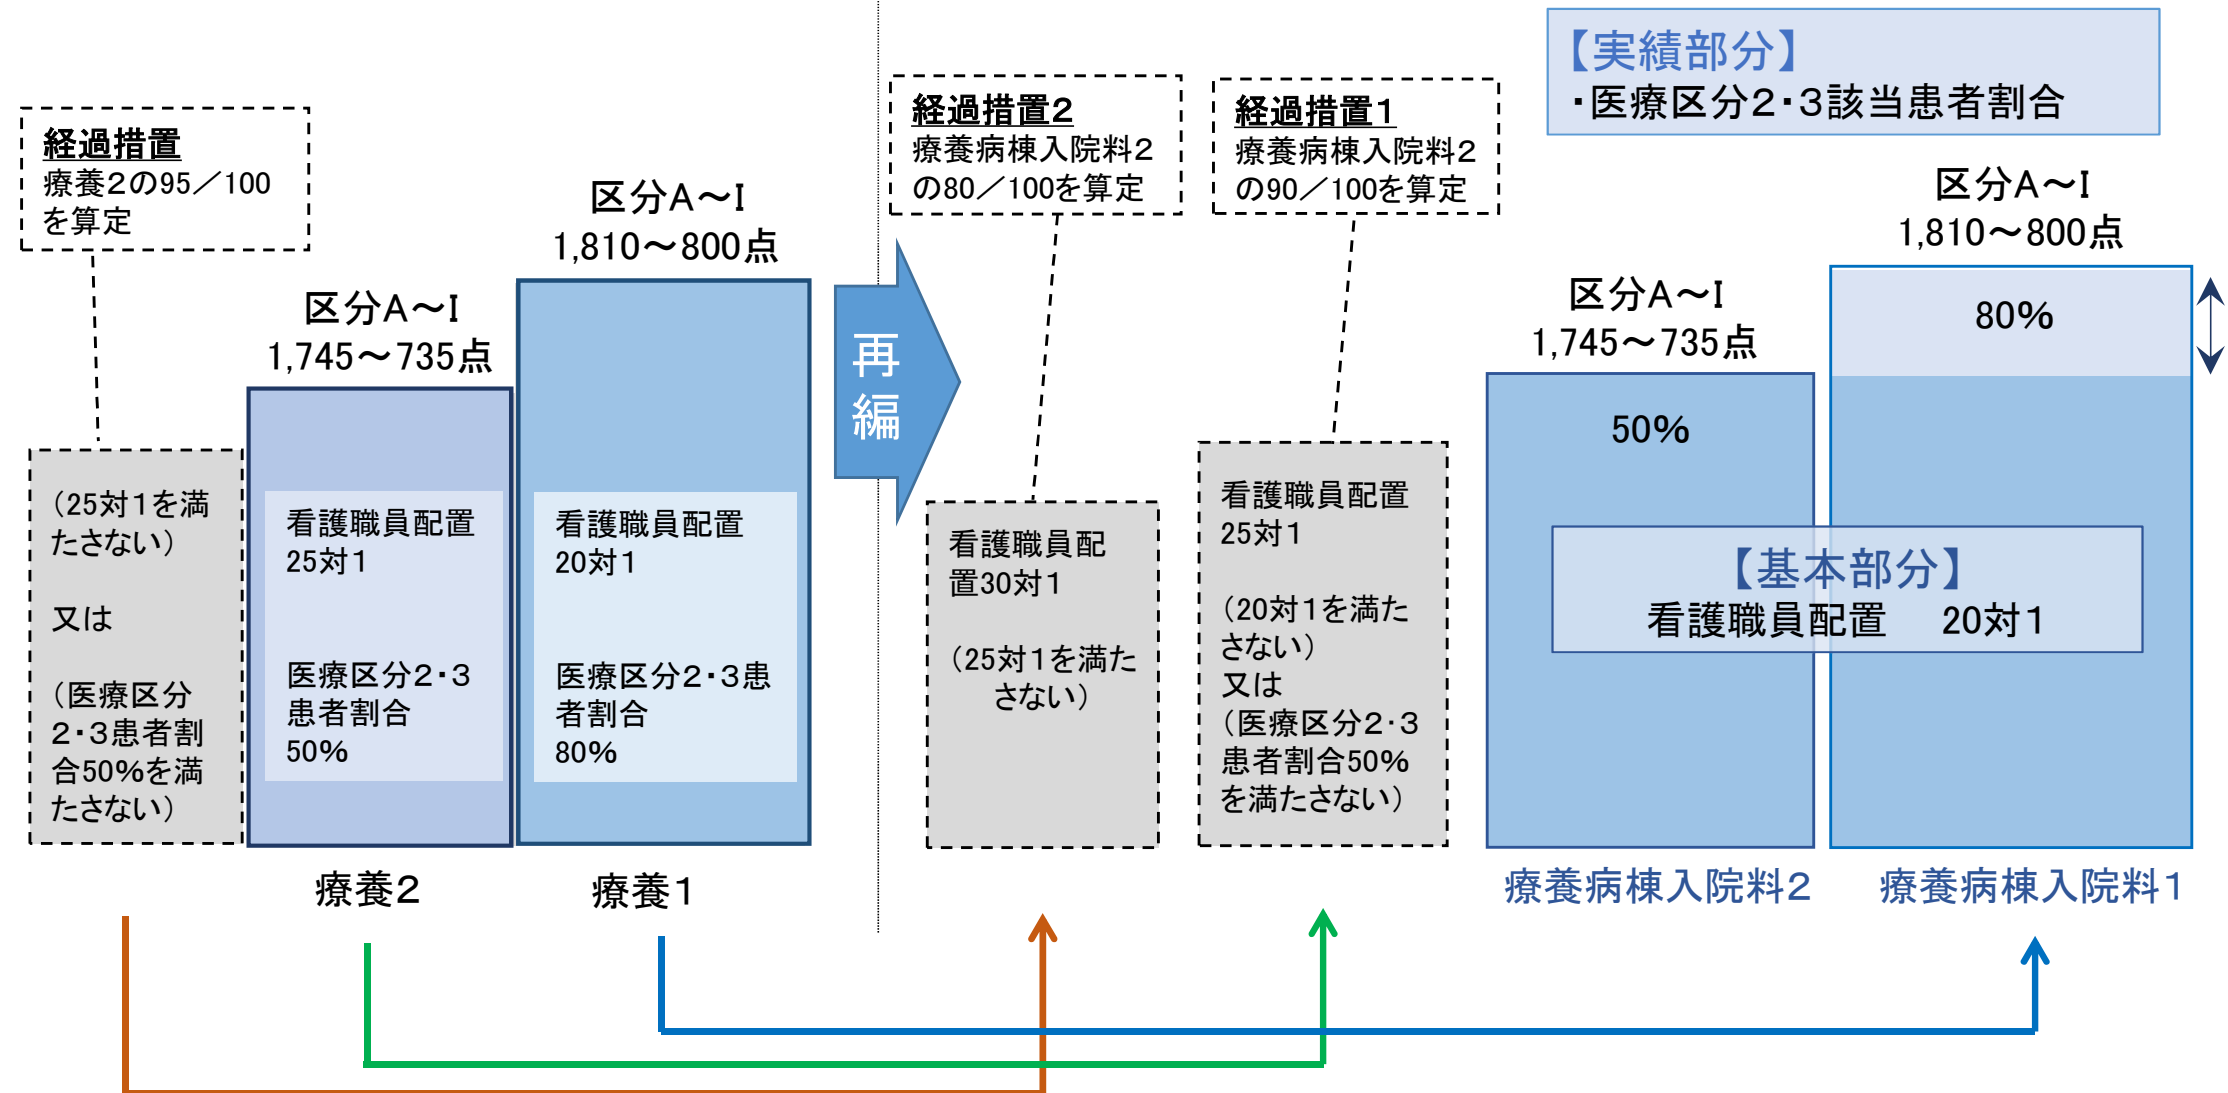 経過措置
療養2の95／100
を算定
区分A～I
1,745～735点
区分A～I
1,810～800点
（25対1を満
たさない）
又は
（医療区分
2・3患者割
合50%を満
たさない）
看護職員配置
25対1
医療区分2・3
患者割合
50%
看護職員配置
20対1
医療区分2・3患
者割合
80%
療養2
療養1
再
編
経過措置2
療養病棟入院料2
の80／100を算定
経過措置1
療養病棟入院料2
の90／100を算定
【実績部分】
・医療区分2・3該当患者割合
区分A～I
1,745～735点
区分A～I
1,810～800点
看護職員配
置30対1
（25対1を満た
さない）
看護職員配置
25対1
（20対1を満た
さない）
又は
（医療区分2・3
患者割合50%
を満たさない）
50%
80%
【基本部分】
看護職員配置　20対1
療養病棟入院料2
療養病棟入院料1